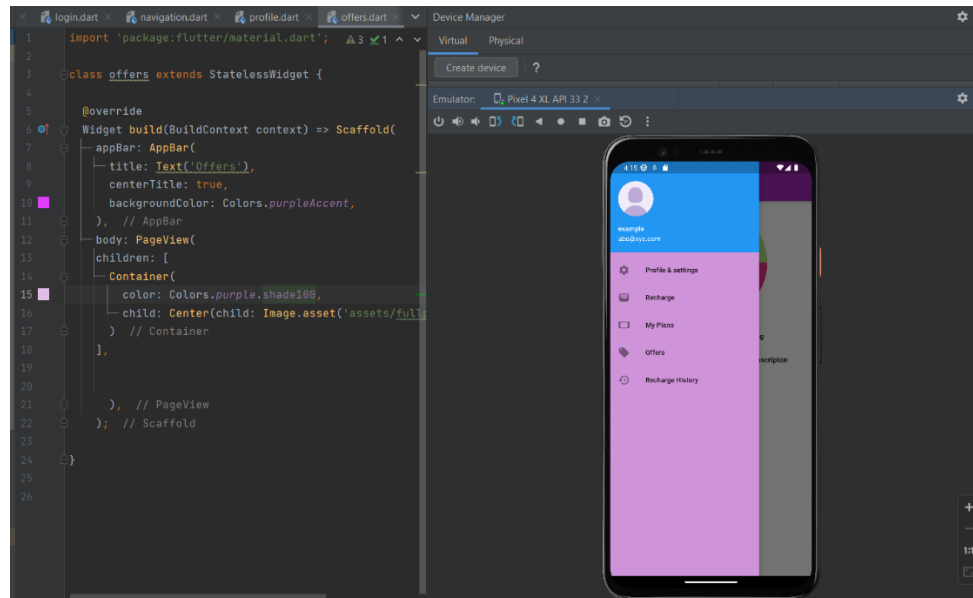 login.dart × navigation.dart × profile.dart × offers.dart × Device Manager
Virtual Physical
Create device ?
Emulator: Pixel 4 XL API 33 2 ×
1 import 'package:flutter/material.dart'; 3 1
2
3 class offers extends StatelessWidget {
4
5 @override
6 Widget build(BuildContext context) => Scaffold(
7 appBar: AppBar(
8 title: Text('Offers'),
9 centerTitle: true,
10 backgroundColor: Colors.purpleAccent,
11 ), // AppBar
12 body: PageView(
13 children: [
14 Container(
15 color: Colors.purple.shade100,
16 child: Center(child: Image.asset('assets/full
17 ) // Container
18 ],
19
20
21 ), // PageView
22 ); // Scaffold
23
24 }
25
26
4:15
example
abc@xyz.com
Profile & settings
Recharge
My Plans
Offers
Recharge History
g
scripton
1:1